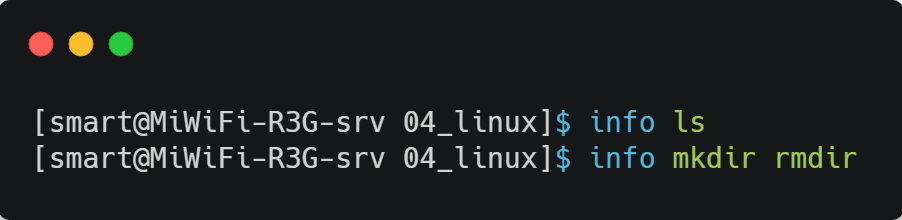 [smart@MiWiFi-R3G-srv 04_linux]$ info ls
[smart@MiWiFi-R3G-srv 04_linux]$ info mkdir rmdir